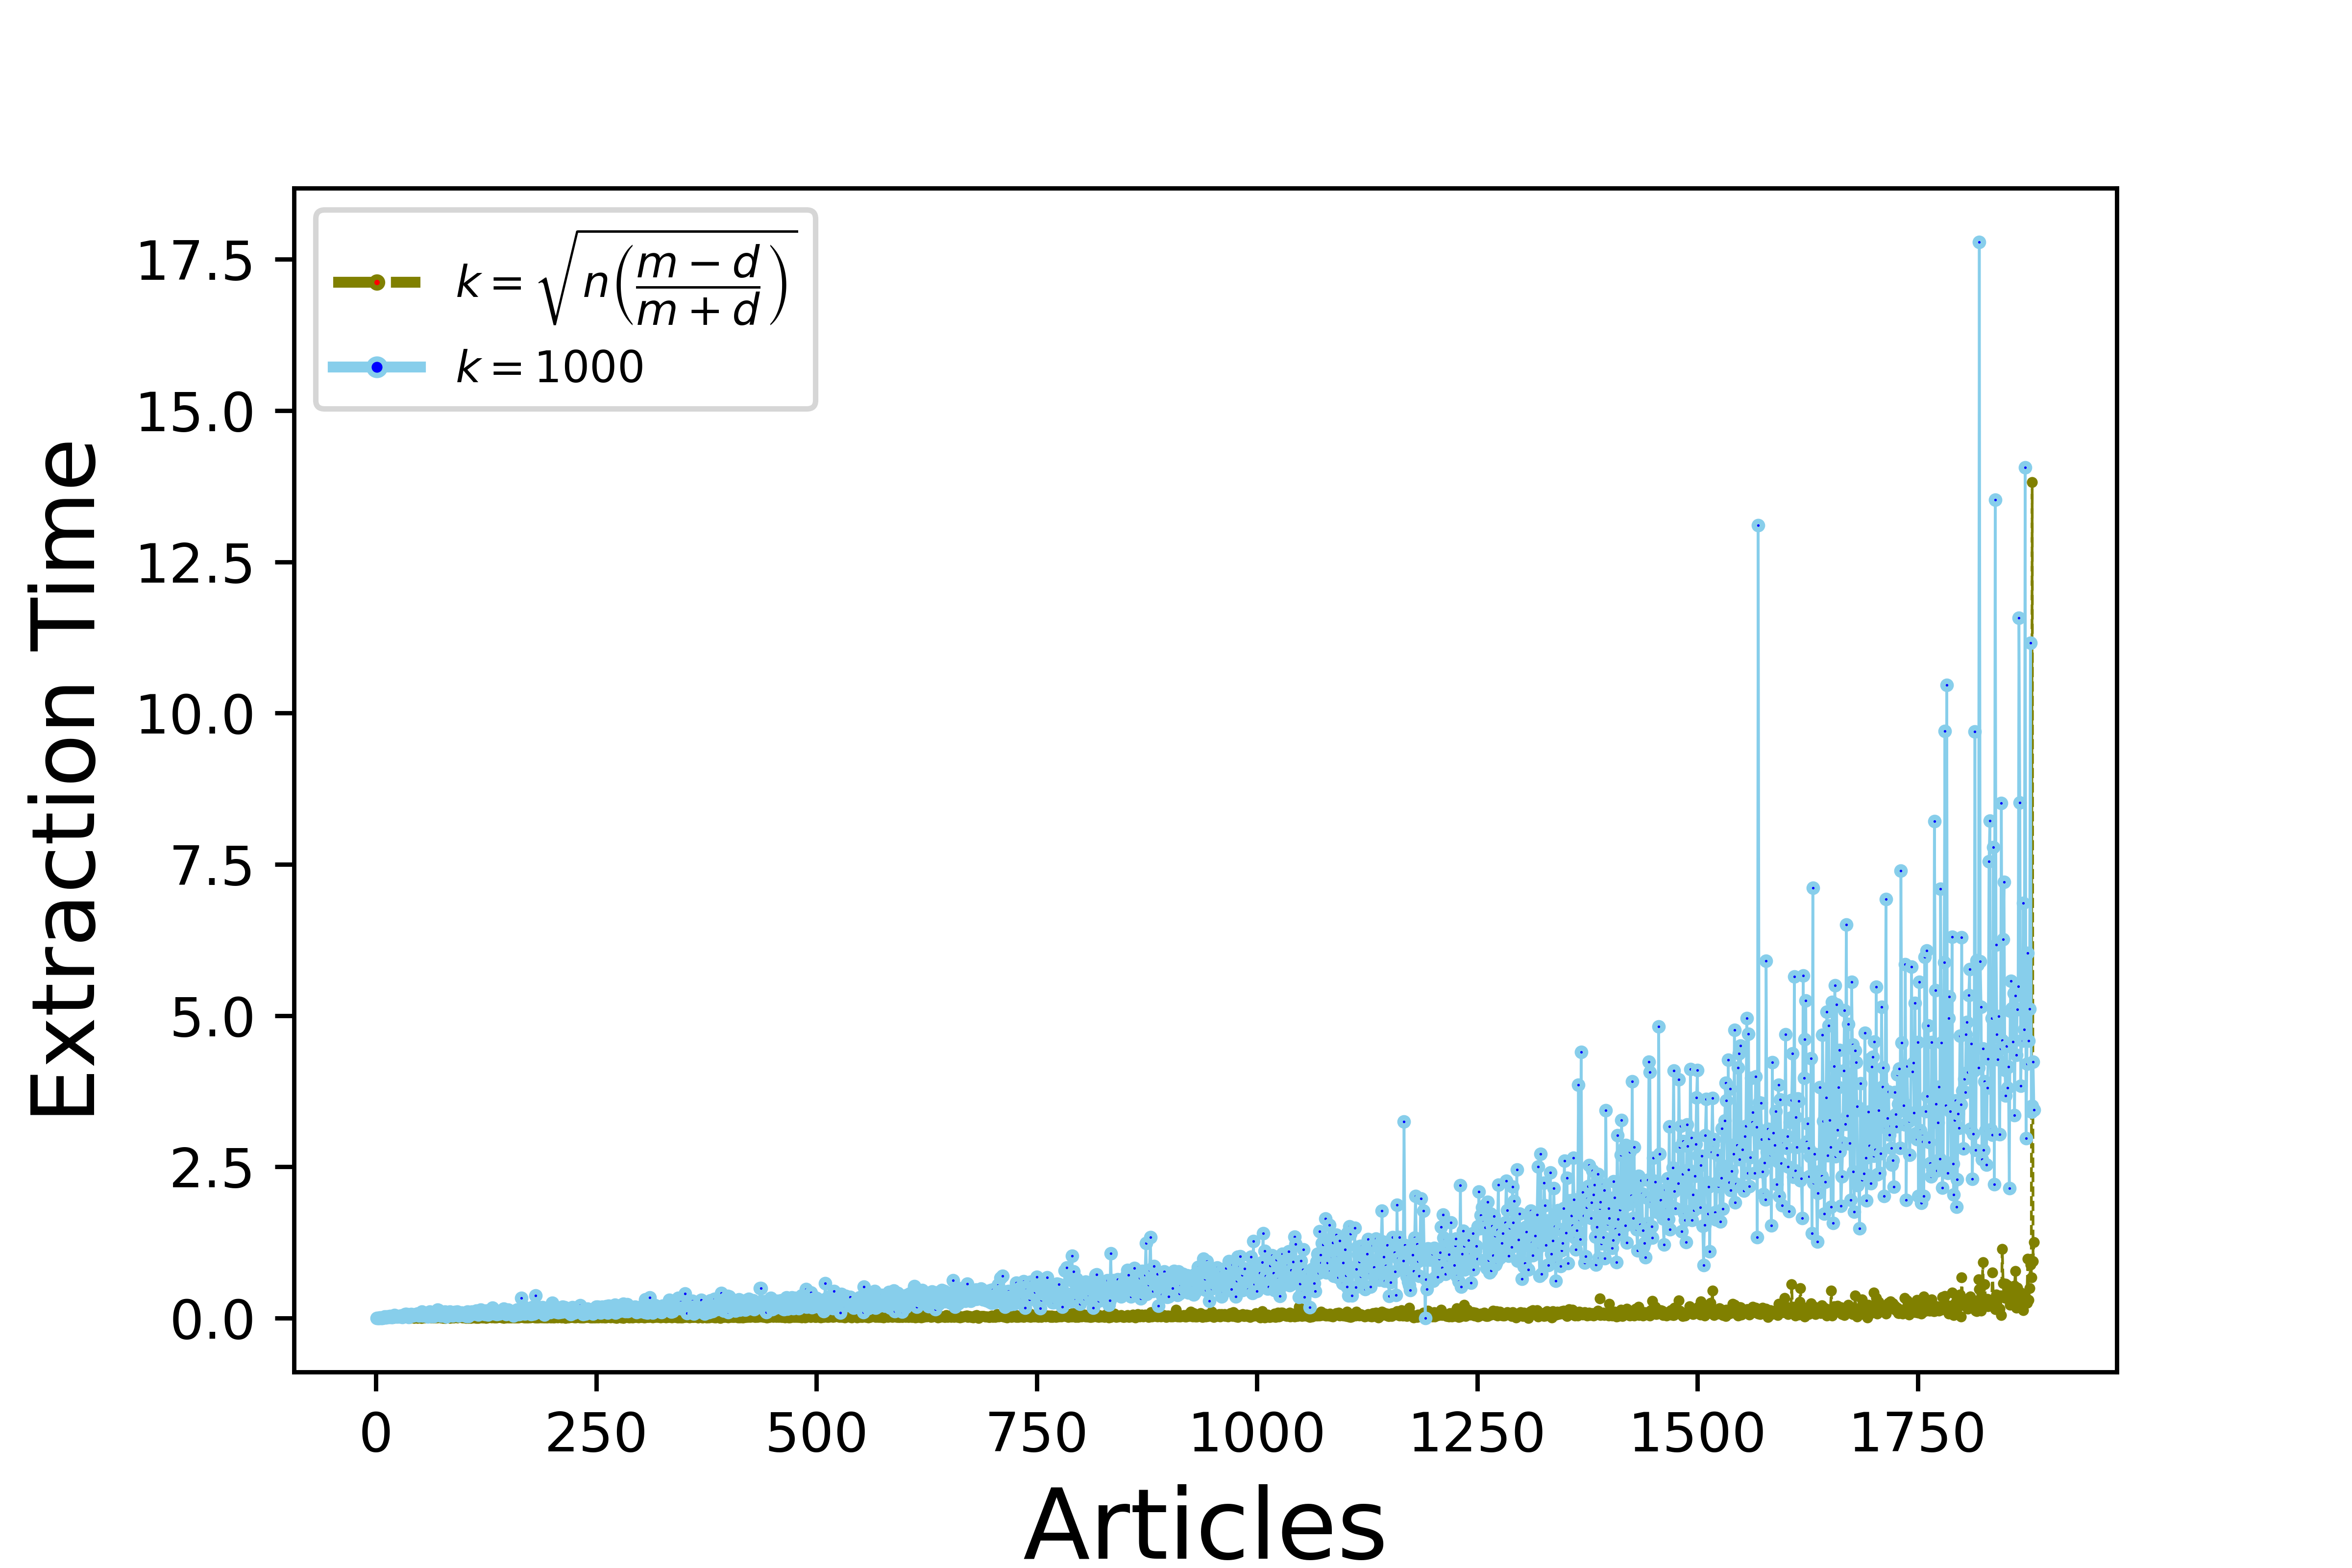 17.5
15.0
12.5
10.0
7.5
5.0
2.5
0.0
Extraction Time
k = √n((m − d)/(m + d))
k = 1000
0 250 500 750 1000 1250 1500 1750
Articles